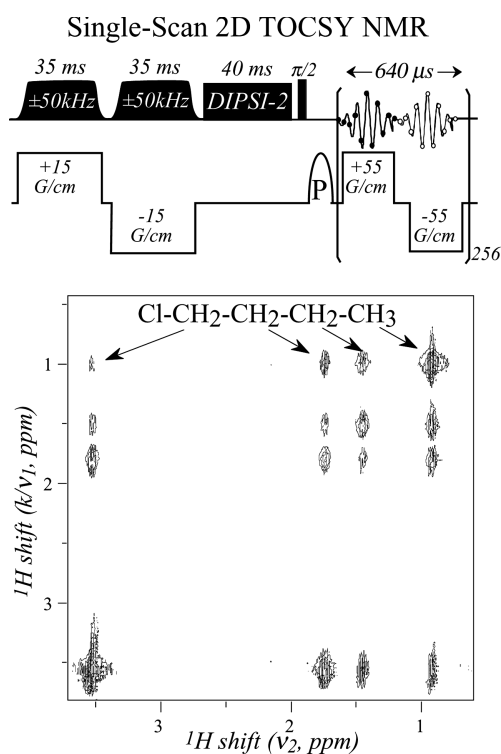 Single-Scan 2D TOCSY NMR
35 ms 35 ms 40 ms π/2 640 μs
±50kHz ±50kHz DIPSI-2
+15 G/cm
-15 G/cm
P
+55 G/cm
-55 G/cm
256
Cl-CH2-CH2-CH2-CH3
1
2
3
1H shift (k/ν1, ppm)
3 2 1
1H shift (ν2, ppm)